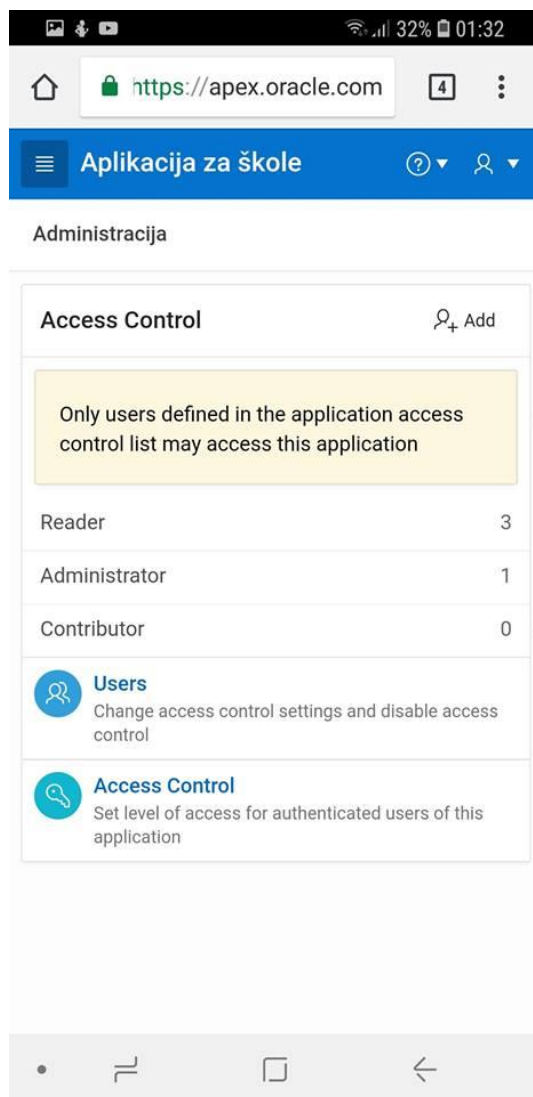 32% 01:32
https://apex.oracle.com 4
Aplikacija za škole
Administracija
Access Control Add
Only users defined in the application access
control list may access this application
Reader 3
Administrator 1
Contributor 0
Users
Change access control settings and disable access
control
Access Control
Set level of access for authenticated users of this
application